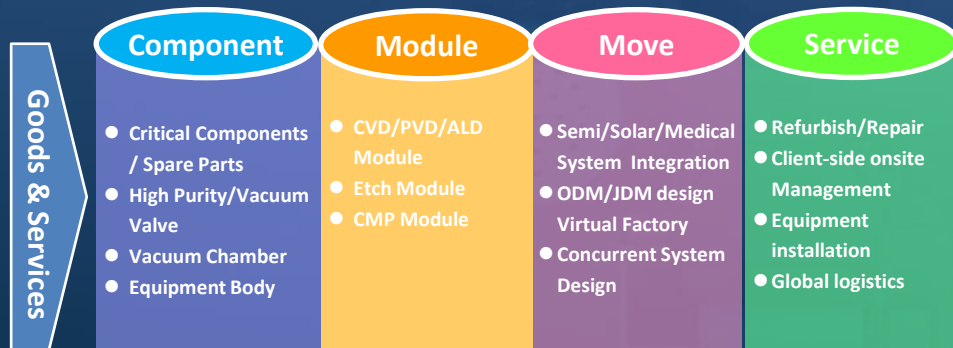 Goods & Services
Component
● Critical Components
/ Spare Parts
● High Purity/Vacuum
Valve
● Vacuum Chamber
● Equipment Body
Module
● CVD/PVD/ALD
Module
● Etch Module
● CMP Module
Move
● Semi/Solar/Medical
System Integration
● ODM/JDM design
Virtual Factory
● Concurrent System
Design
Service
● Refurbish/Repair
● Client-side onsite
Management
● Equipment
installation
● Global logistics